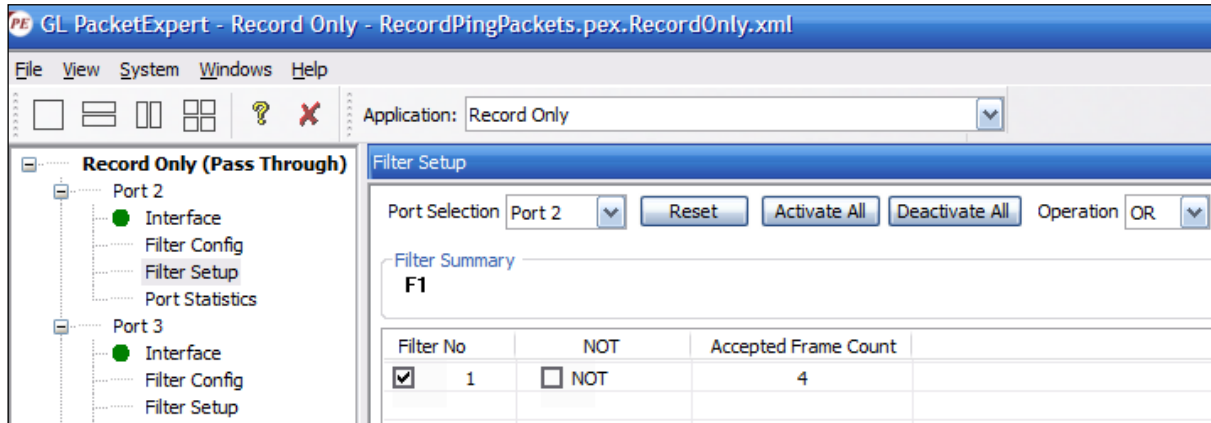 PE GL PacketExpert - Record Only - RecordPingPackets.pex.RecordOnly.xml
File View System Windows Help
Application: Record Only
Record Only (Pass Through)
Port 2
Interface
Filter Config
Filter Setup
Port Statistics
Port 3
Interface
Filter Config
Filter Setup
Filter Setup
Port Selection Port 2 Reset Activate All Deactivate All Operation OR
Filter Summary
F1
Filter No NOT Accepted Frame Count
1 NOT 4